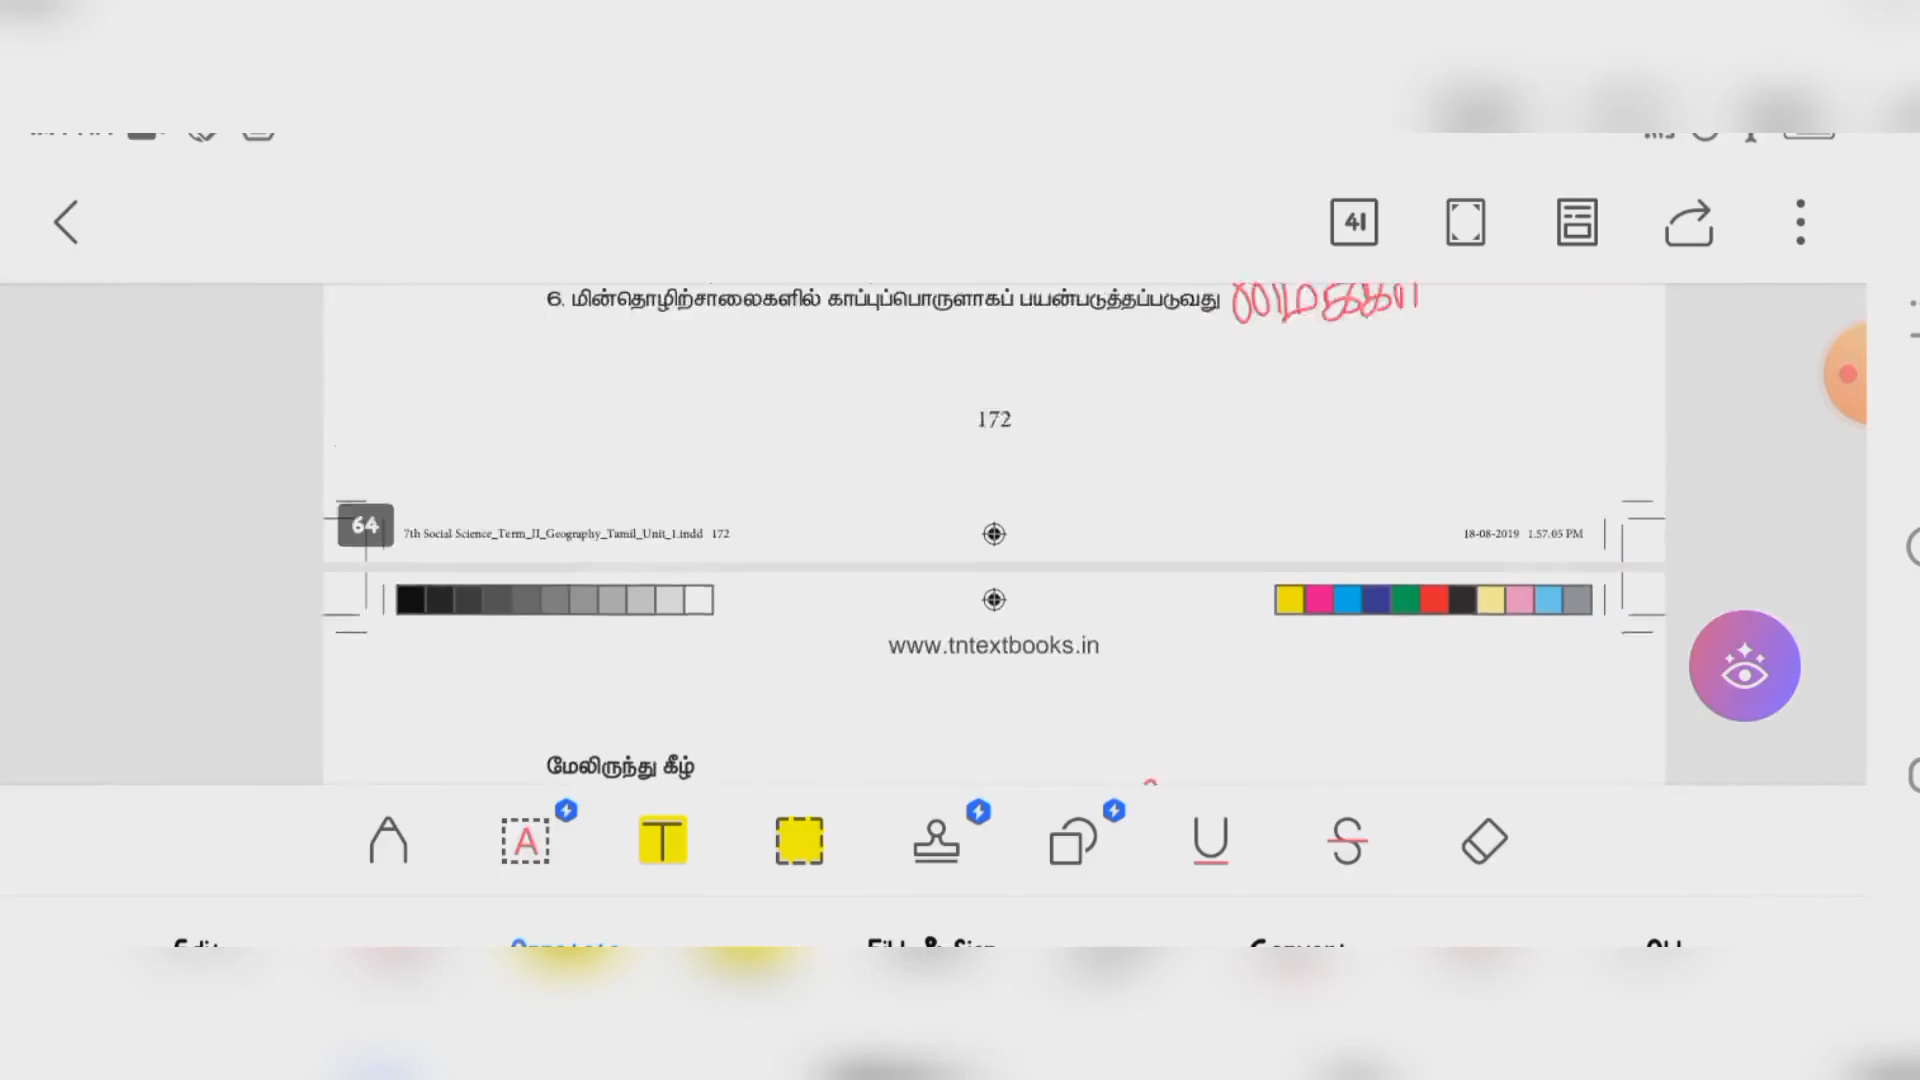 41
6. மின்தொழிற்சாலைகளில் காப்புப்பொருளாகப் பயன்படுத்தப்படுவது
172
64
7th Social Science_Term_II_Geography_Tamil_Unit_1.indd 172
18-08-2019 1.57.05 PM
www.tntextbooks.in
மேலிருந்து கீழ்
A
T
U
S